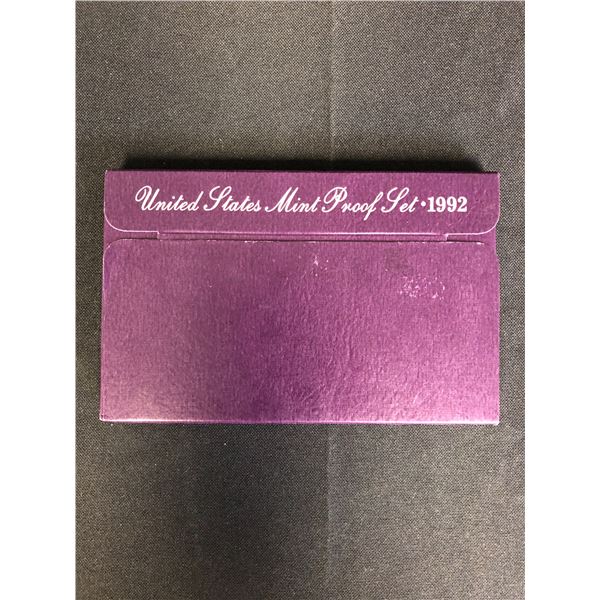 United States Mint Proof Set • 1992